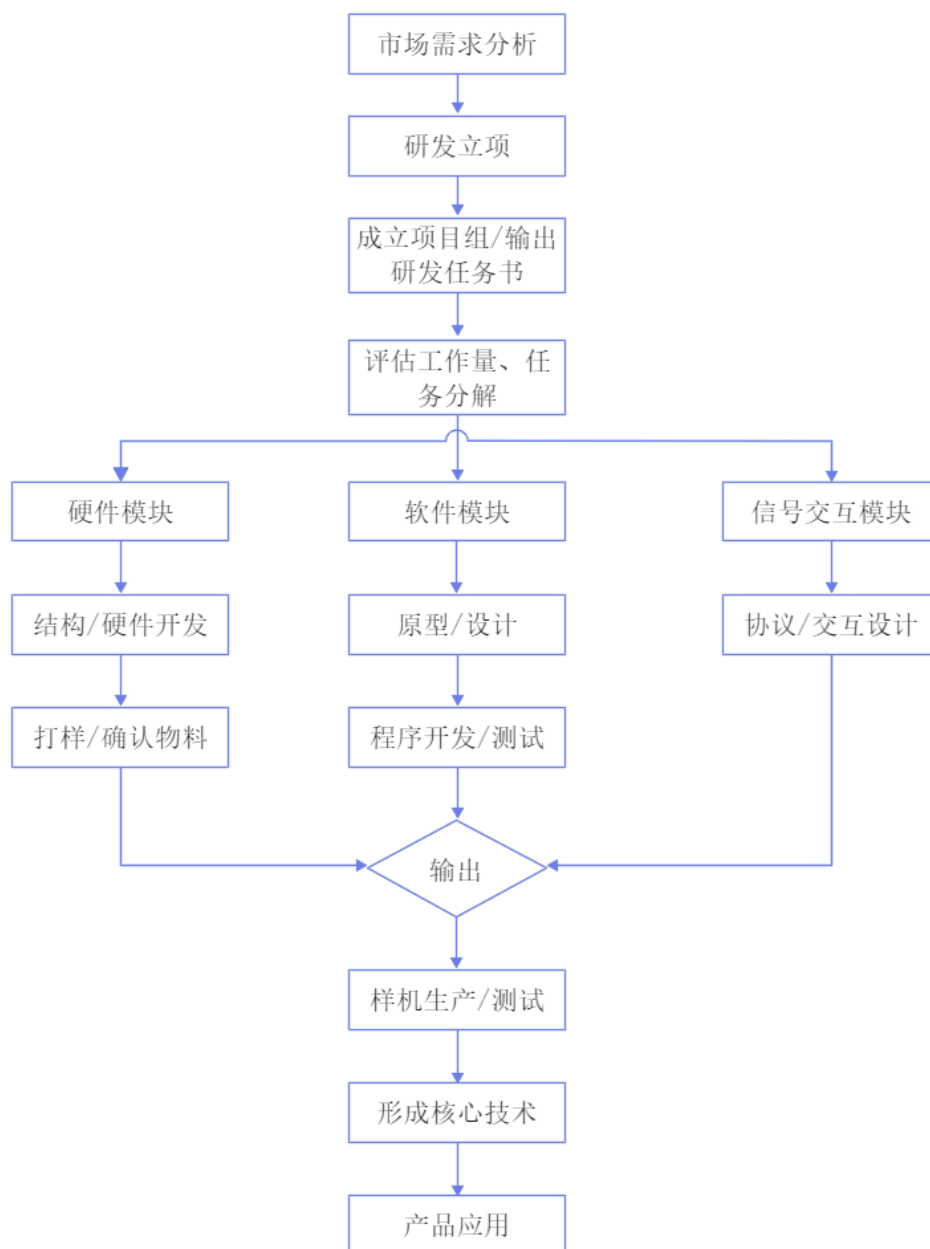 市场需求分析
研发立项
成立项目组/输出
研发任务书
评估工作量、任
务分解
硬件模块
软件模块
信号交互模块
结构/硬件开发
原型/设计
协议/交互设计
打样/确认物料
程序开发/测试
输出
样机生产/测试
形成核心技术
产品应用